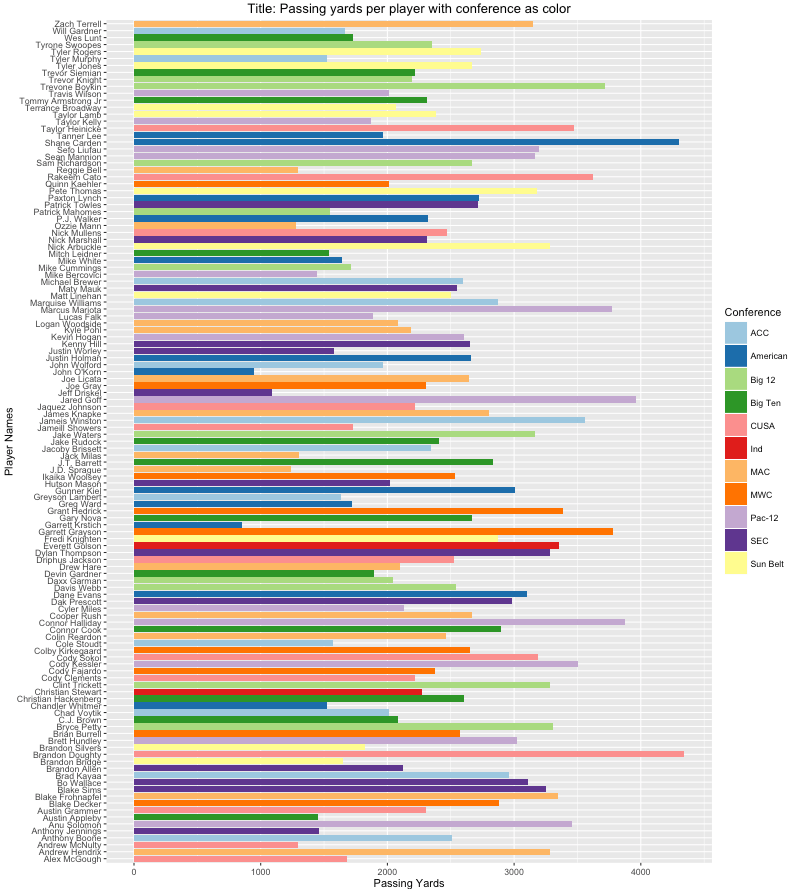 Title: Passing yards per player with conference as color
Player Names
Zach Terrell
Will Gardner
Wes Lunt
Tyrone Swoopes
Tyler Rogers
Tyler Murphy
Tyler Jones
Trevor Siemian
Trevor Knight
Trevone Boykin
Travis Wilson
Tommy Armstrong Jr
Terrance Broadway
Taylor Lamb
Taylor Kelly
Taylor Heinicke
Tanner Lee
Shane Carden
Sefo Liufau
Sean Mannion
Sam Richardson
Reggie Bell
Rakeem Cato
Quinn Kaehler
Pete Thomas
Paxton Lynch
Patrick Towles
Patrick Mahomes
P.J. Walker
Ozzie Mann
Nick Mullens
Nick Marshall
Nick Arbuckle
Mitch Leidner
Mike White
Mike Cummings
Mike Bercovici
Michael Brewer
Maty Mauk
Matt Linehan
Marquise Williams
Marcus Mariota
Lucas Falk
Logan Woodside
Kyle Pohl
Kevin Hogan
Kenny Hill
Justin Worley
Justin Holman
John Wolford
John O'Korn
Joe Licata
Joe Gray
Jeff Driskel
Jared Goff
Jaquez Johnson
James Knapke
Jameis Winston
Jameill Showers
Jake Waters
Jake Rudock
Jacoby Brissett
Jack Milas
J.T. Barrett
J.D. Sprague
Ikaika Woolsey
Hutson Mason
Gunner Kiel
Greyson Lambert
Greg Ward
Grant Hedrick
Gary Nova
Garrett Krstich
Garrett Grayson
Fredi Knighten
Everett Golson
Dylan Thompson
Driphus Jackson
Drew Hare
Devin Gardner
Daxx Garman
Davis Webb
Dane Evans
Dak Prescott
Cyler Miles
Cooper Rush
Connor Halliday
Connor Cook
Colin Reardon
Cole Stoudt
Colby Kirkegaard
Cody Sokol
Cody Kessler
Cody Fajardo
Cody Clements
Clint Trickett
Christian Stewart
Christian Hackenberg
Chandler Whitmer
Chad Voytik
C.J. Brown
Bryce Petty
Brian Burrell
Brett Hundley
Brandon Silvers
Brandon Doughty
Brandon Bridge
Brandon Allen
Brad Kayaa
Bo Wallace
Blake Sims
Blake Frohnapfel
Blake Decker
Austin Grammer
Austin Appleby
Anu Solomon
Anthony Jennings
Anthony Boone
Andrew McNulty
Andrew Hendrix
Alex McGough
0 1000 2000 3000 4000
Passing Yards
Conference
ACC
American
Big 12
Big Ten
CUSA
Ind
MAC
MWC
Pac-12
SEC
Sun Belt